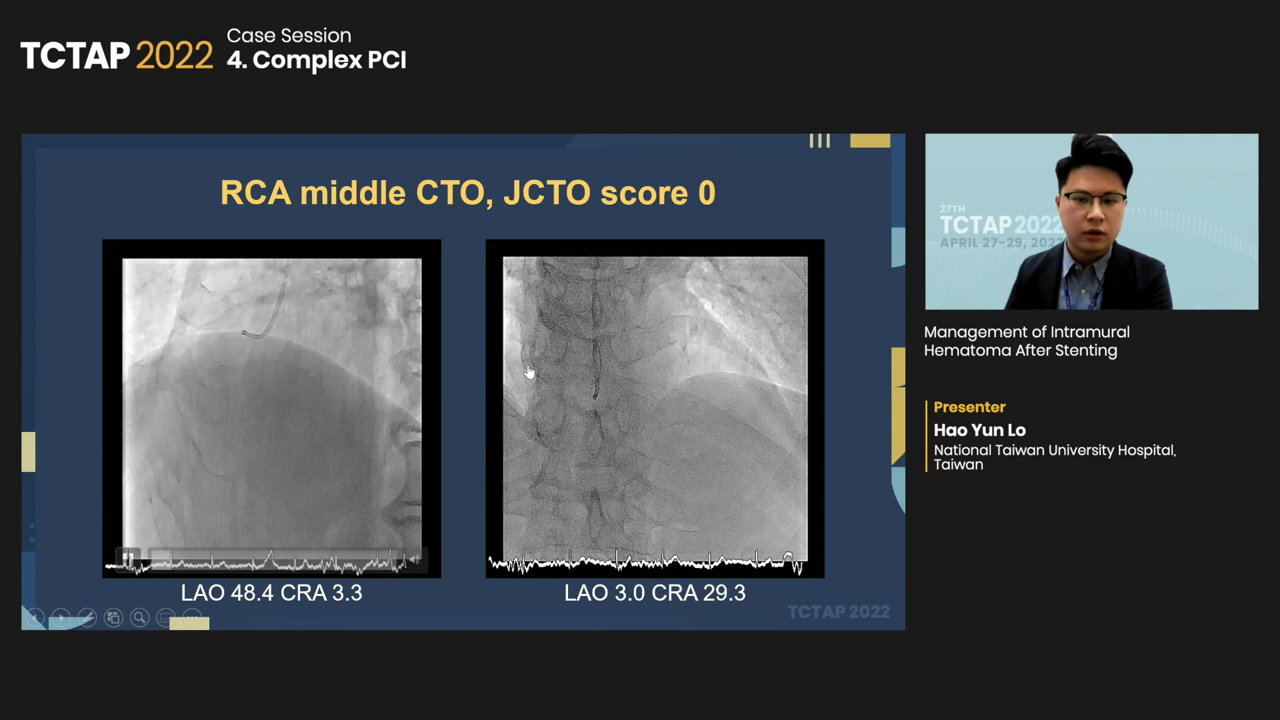 TCTAP 2022
Case Session
4. Complex PCI
RCA middle CTO, JCTO score 0
LAO 48.4 CRA 3.3
LAO 3.0 CRA 29.3
TCTAP 2022
27TH
TCTAP 2022
APRIL 27-29, 2022
Management of Intramural
Hematoma After Stenting
Presenter
Hao Yun Lo
National Taiwan University Hospital,
Taiwan